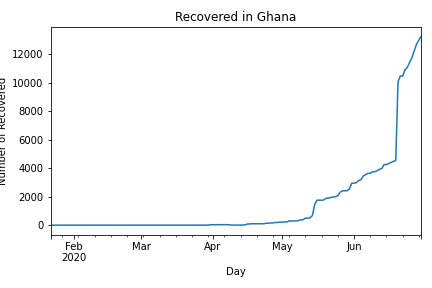 Recovered in Ghana
Number of Recovered
12000
10000
8000
6000
4000
2000
0
Feb
2020
Mar
Apr
May
Jun
Day